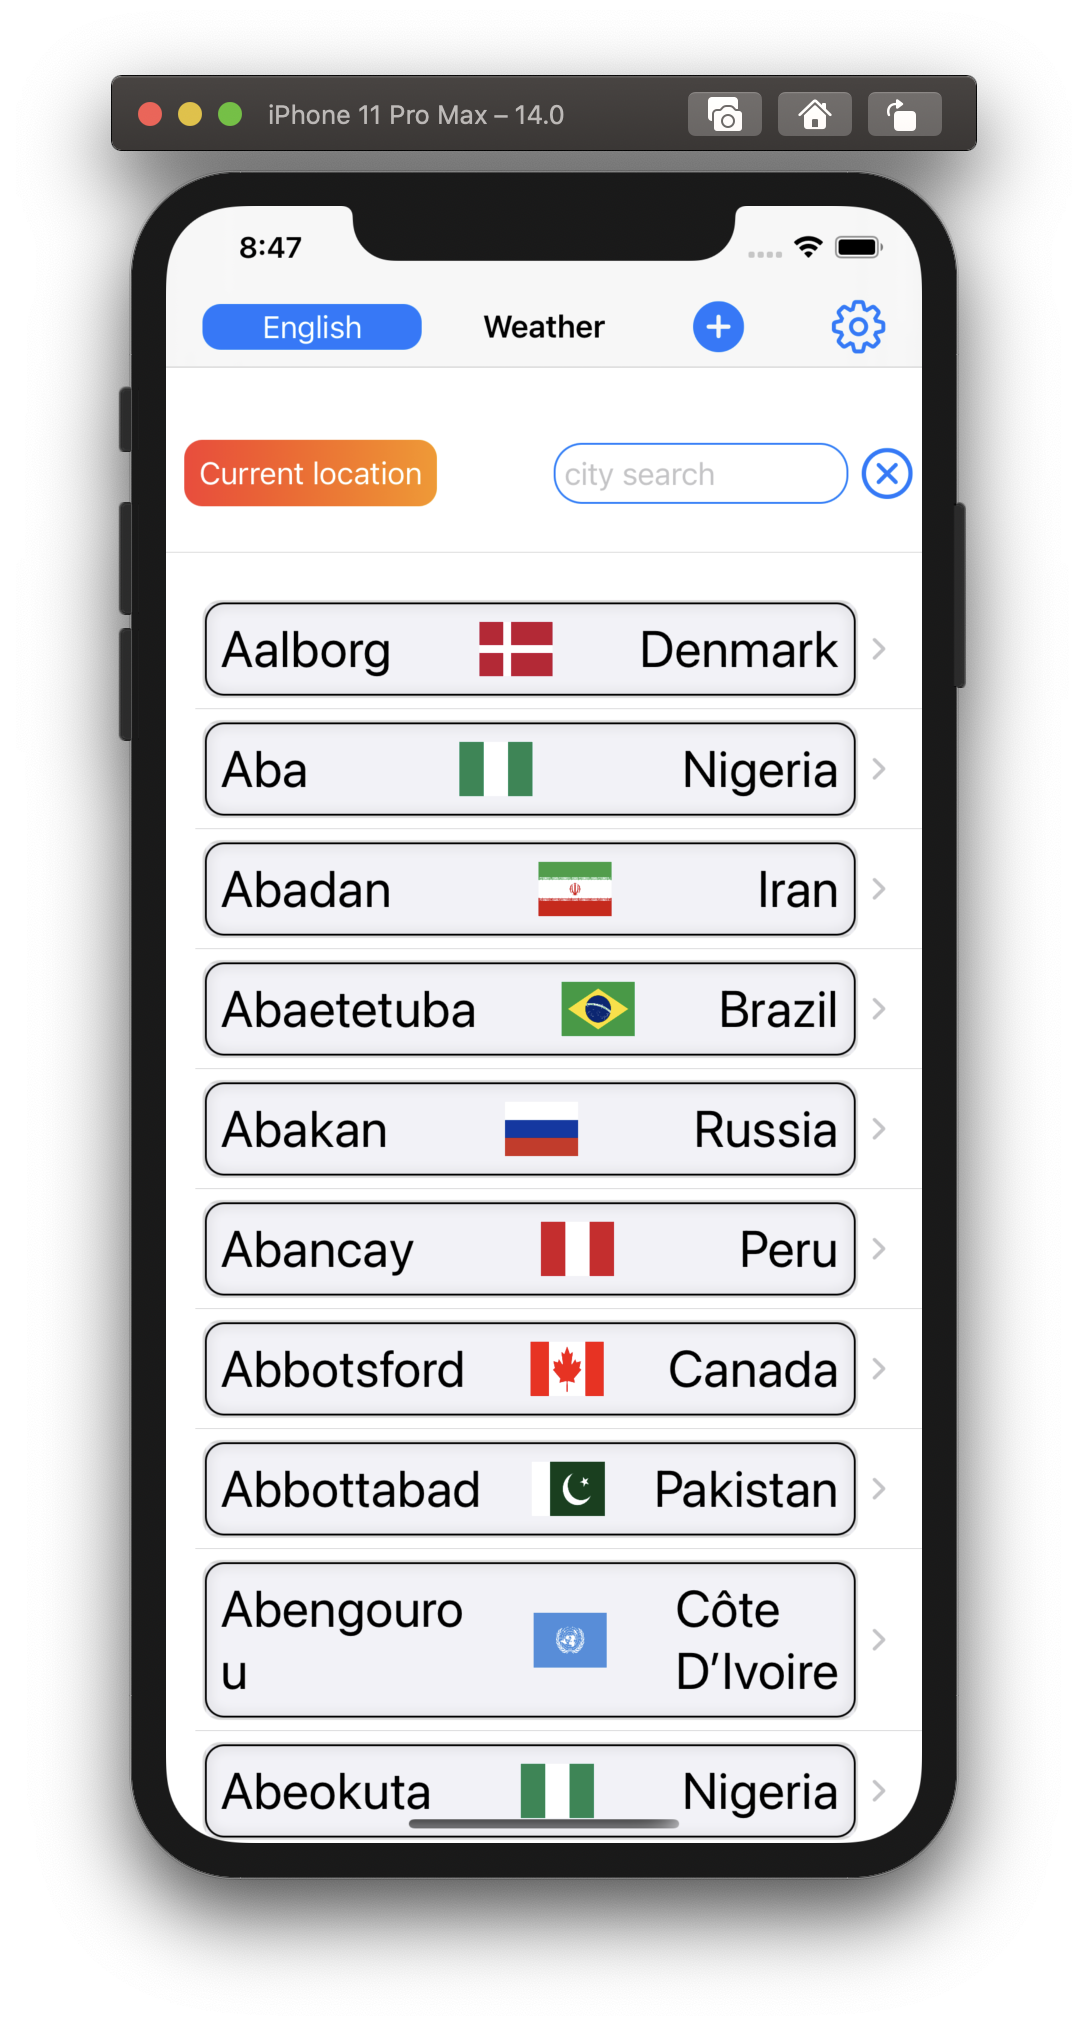 iPhone 11 Pro Max – 14.0
8:47
English Weather
Current location city search
Aalborg Denmark
Aba Nigeria
Abadan Iran
Abaetetuba Brazil
Abakan Russia
Abancay Peru
Abbotsford Canada
Abbottabad Pakistan
Abengouro Côte
u D’Ivoire
Abeokuta Nigeria